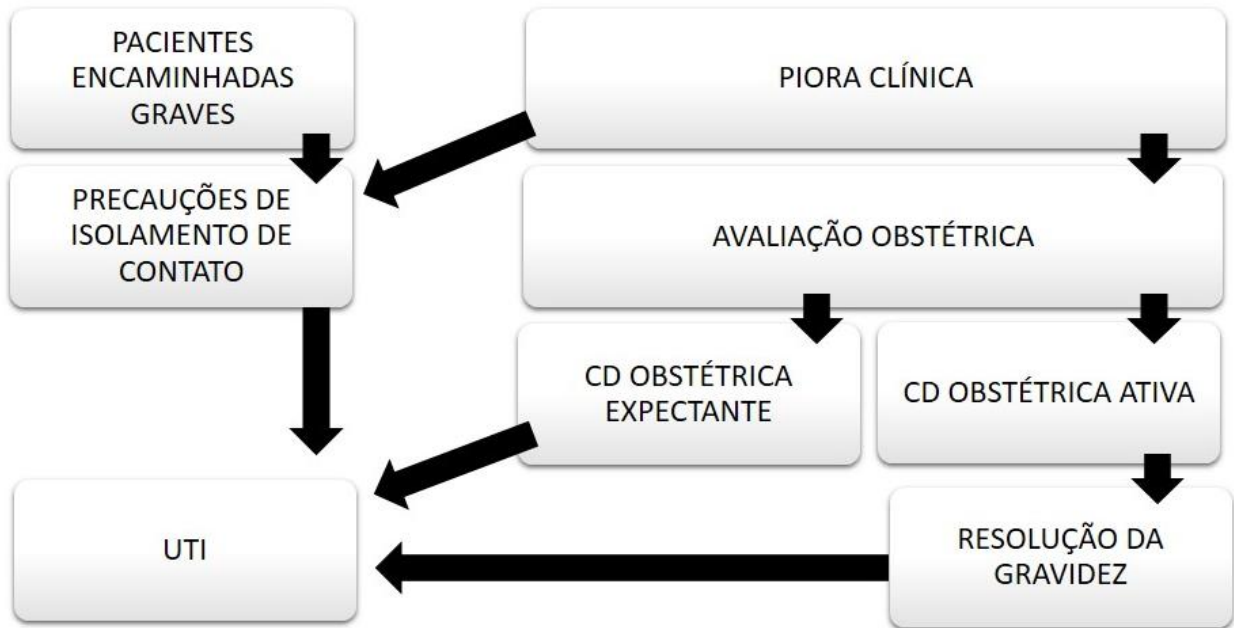 PACIENTES
ENCAMINHADAS
GRAVES
PIORA CLÍNICA
PRECAUÇÕES DE
ISOLAMENTO DE
CONTATO
AVALIAÇÃO OBSTÉTRICA
CD OBSTÉTRICA
EXPECTANTE
CD OBSTÉTRICA ATIVA
UTI
RESOLUÇÃO DA
GRAVIDEZ